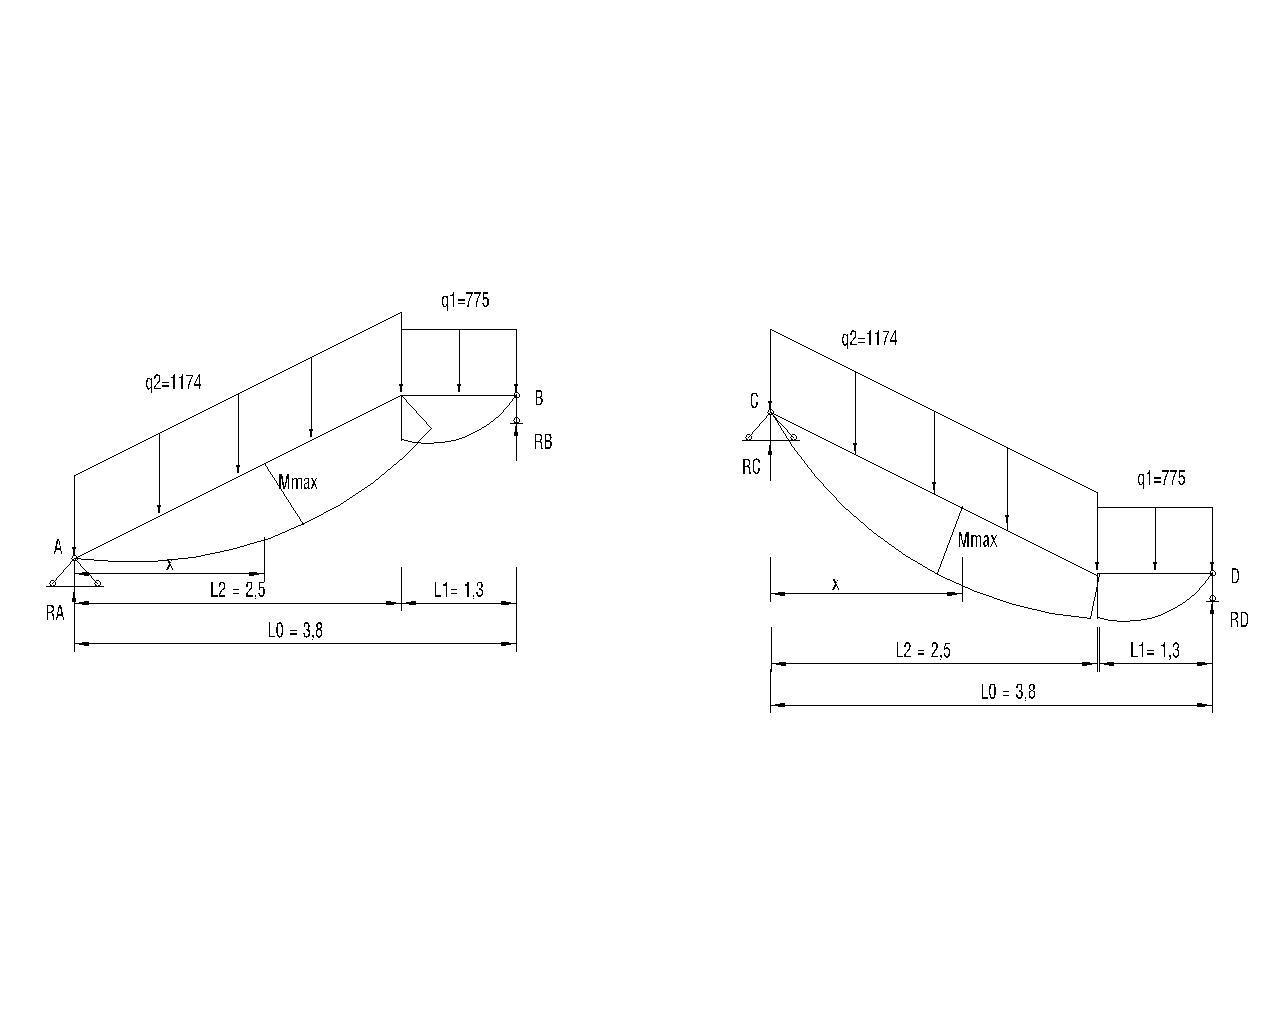 q1=775
q2=1174
B
RB
Mmax
A
x
L2 = 2,5
L1= 1,3
RA
L0 = 3,8
q2=1174
C
RC
q1=775
Mmax
D
x
RD
L2 = 2,5
L1= 1,3
L0 = 3,8